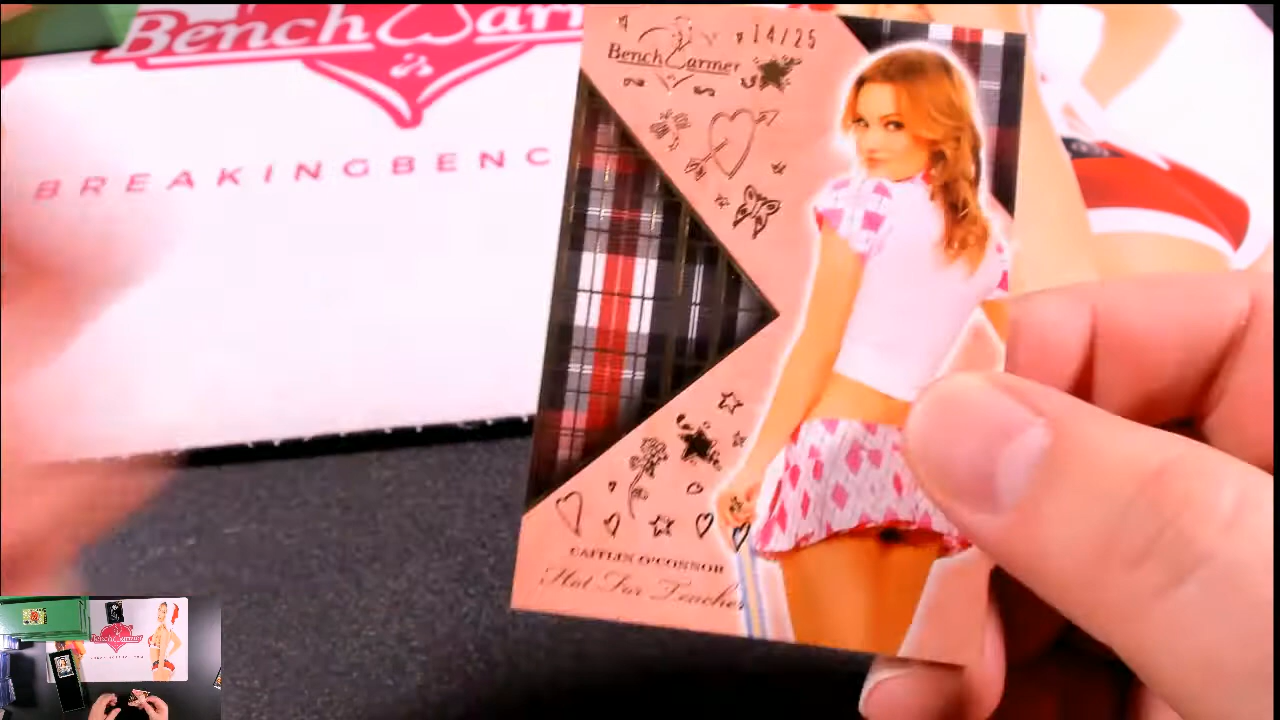 BenchWarmer
BREAKINGBENC
14/25
BenchWarmer
CAITLIN O'CONNOR
Hot For Teacher